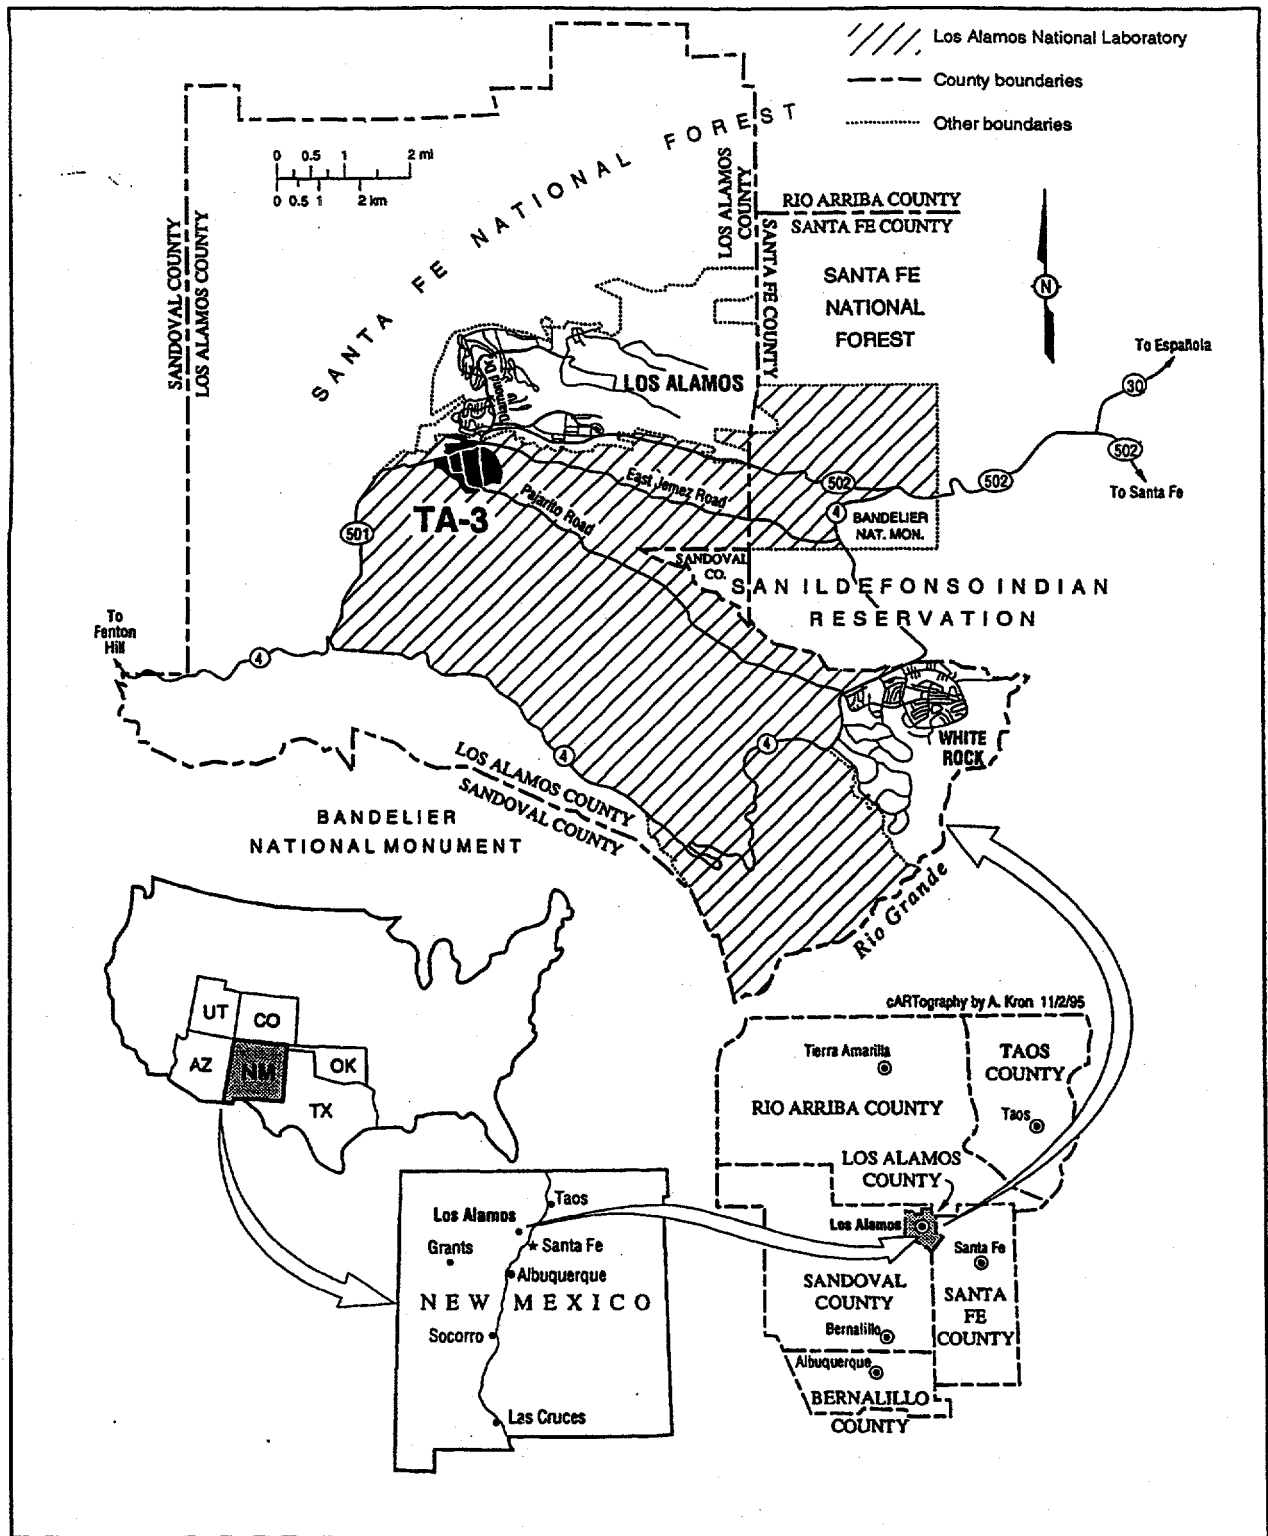 Los Alamos National Laboratory
County boundaries
Other boundaries
0 0.5 1 2 mi
0 0.5 1 2 km
SANTA FE NATIONAL FOREST
SANDOVAL COUNTY
LOS ALAMOS COUNTY
LOS ALAMOS
COUNTY
SANTA FE COUNTY
RIO ARRIBA COUNTY
SANTA FE COUNTY
SANTA FE
NATIONAL
FOREST
N
To Española
30
502
To Santa Fe
502
502
4
LOS ALAMOS
Diamond Dr.
East Jemez Road
Pajarito Road
TA-3
501
BANDELIER
NAT. MON.
SANDOVAL
CO.
SAN ILDEFONSO INDIAN
RESERVATION
To
Fenton
Hill
4
4
4
WHITE
ROCK
LOS ALAMOS COUNTY
SANDOVAL COUNTY
BANDELIER
NATIONAL MONUMENT
Rio Grande
cARTography by A. Kron 11/2/95
UT
CO
AZ
NM
OK
TX
Taos
Los Alamos
Santa Fe
Grants
Albuquerque
NEW MEXICO
Socorro
Las Cruces
Tierra Amarilla
TAOS
COUNTY
RIO ARRIBA COUNTY
Taos
LOS ALAMOS
COUNTY
Los Alamos
Santa Fe
SANDOVAL
COUNTY
SANTA
FE
COUNTY
Bernalillo
Albuquerque
BERNALILLO
COUNTY